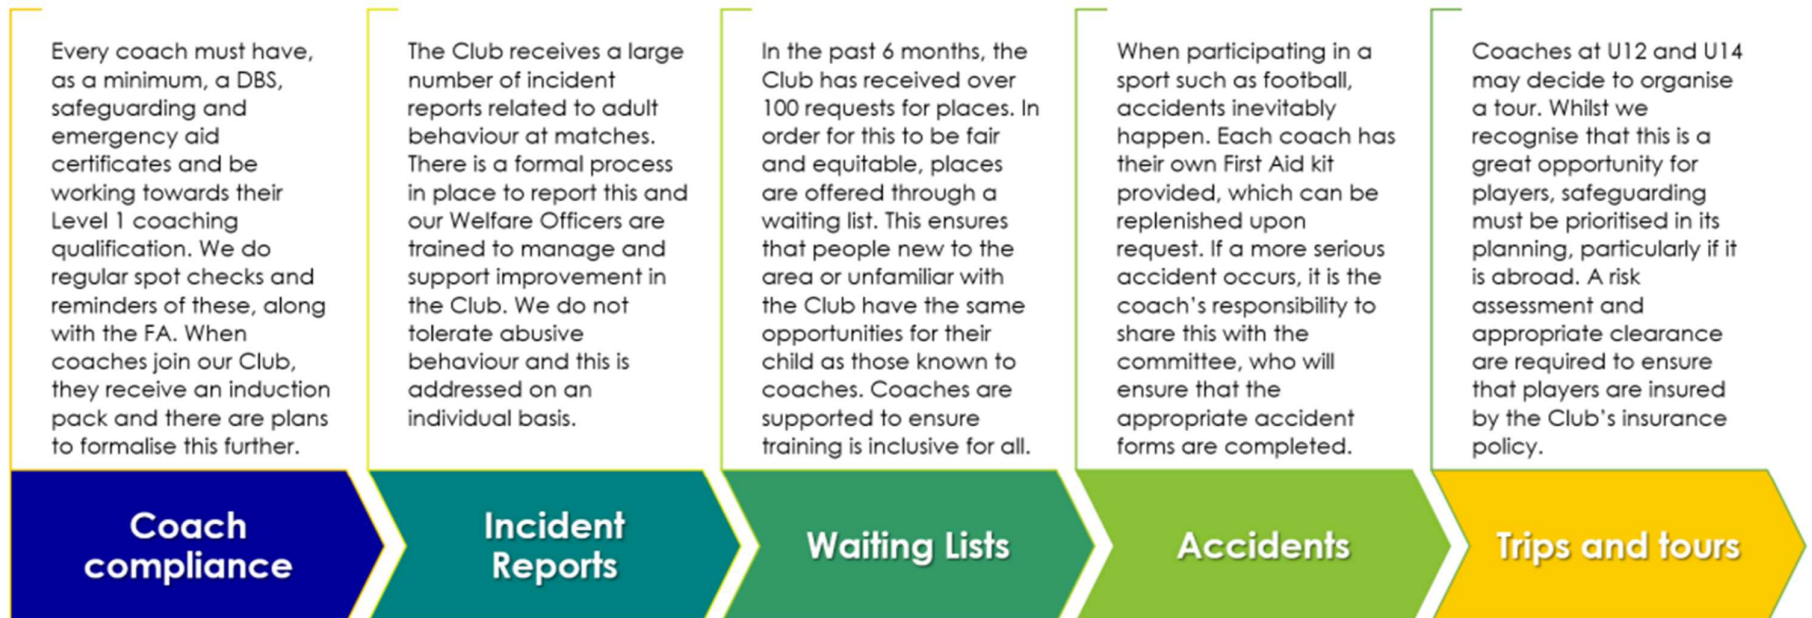 Every coach must have,
as a minimum, a DBS,
safeguarding and
emergency aid
certificates and be
working towards their
Level 1 coaching
qualification. We do
regular spot checks and
reminders of these, along
with the FA. When
coaches join our Club,
they receive an induction
pack and there are plans
to formalise this further.
Coach
compliance
The Club receives a large
number of incident
reports related to adult
behaviour at matches.
There is a formal process
in place to report this and
our Welfare Officers are
trained to manage and
support improvement in
the Club. We do not
tolerate abusive
behaviour and this is
addressed on an
individual basis.
Incident
Reports
In the past 6 months, the
Club has received over
100 requests for places. In
order for this to be fair
and equitable, places
are offered through a
waiting list. This ensures
that people new to the
area or unfamiliar with
the Club have the same
opportunities for their
child as those known to
coaches. Coaches are
supported to ensure
training is inclusive for all.
Waiting Lists
When participating in a
sport such as football,
accidents inevitably
happen. Each coach has
their own First Aid kit
provided, which can be
replenished upon
request. If a more serious
accident occurs, it is the
coach's responsibility to
share this with the
committee, who will
ensure that the
appropriate accident
forms are completed.
Accidents
Coaches at U12 and U14
may decide to organise
a tour. Whilst we
recognise that this is a
great opportunity for
players, safeguarding
must be prioritised in its
planning, particularly if it
is abroad. A risk
assessment and
appropriate clearance
are required to ensure
that players are insured
by the Club's insurance
policy.
Trips and tours